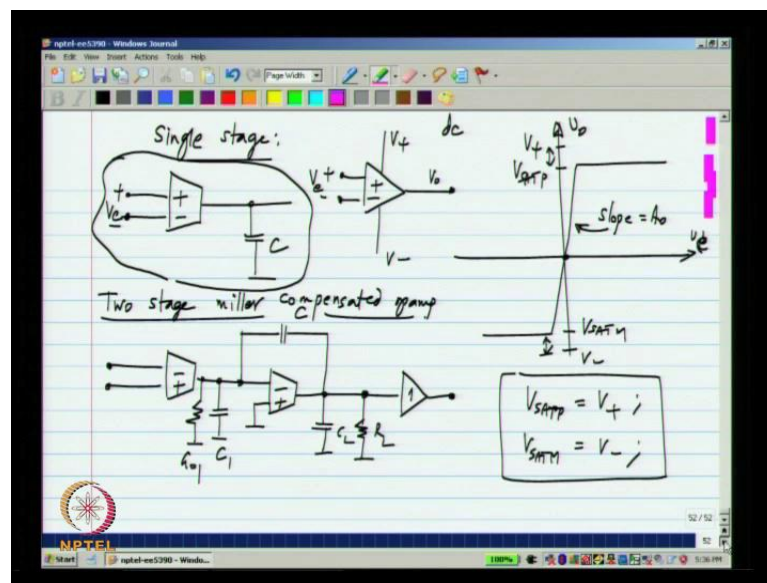 nptel-ee5390 - Windows Journal
File Edit View Insert Actions Tools Help
Page Width
B I
Single stage:
+ Ve - + - C
V+ dc
Ve + - + - Vo
V-
Vo
V+
VSATP
slope = Ao
Ve
VSATM
V-
Two stage miller compensated opamp
C
- + - + 1
Go1 C1 CL RL
VSATP = V+ ;
VSATM = V- ;
52 / 52
52
NPTEL
Start nptel-ee5390 - Windo...
100% 5:36 PM